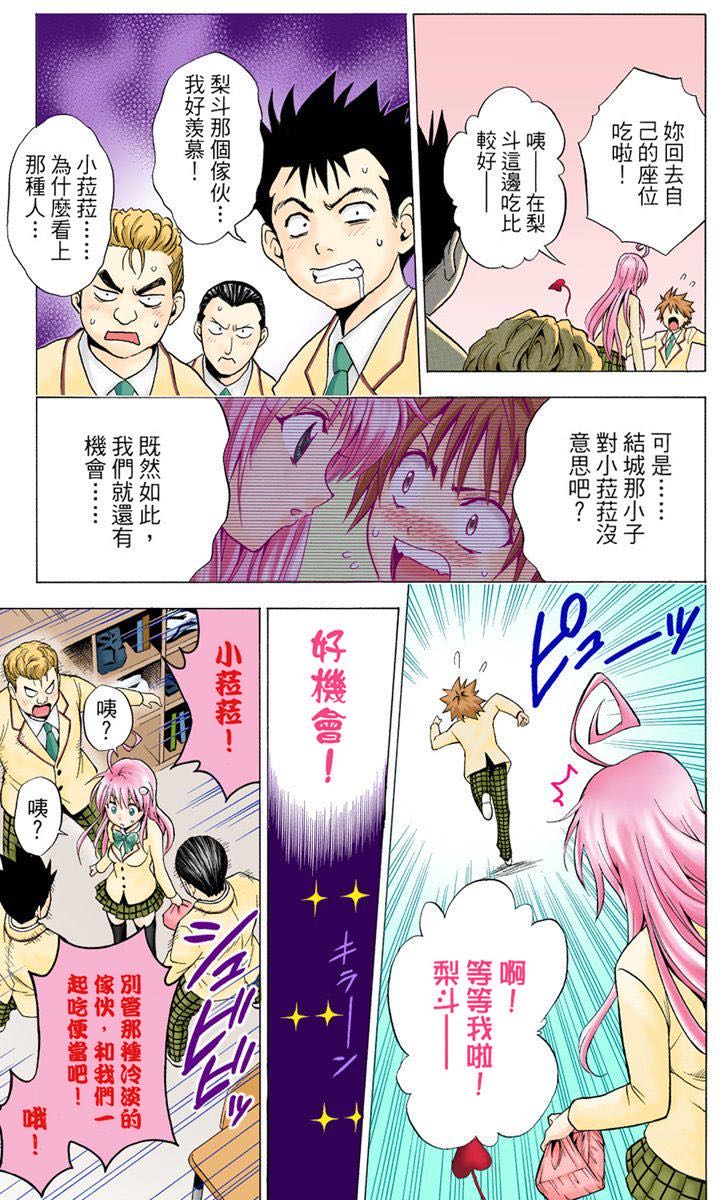 妳回去自
己的座位
吃啦！
咦——在梨
斗這邊吃比
較好——
梨斗那個傢伙…
我好羨慕！
小菈菈……
為什麼看上
那種人…
可是……
結城那小子
對小菈菈沒
意思吧？
既然如此，
我們就還有
機會……
ピューッ
啊！
等等我啦！
梨斗——
好機會！
キラーン
小菈菈！
咦？
咦？
シュビビッ
別管那種冷淡的
傢伙，和我們一
起吃便當吧！
哦！